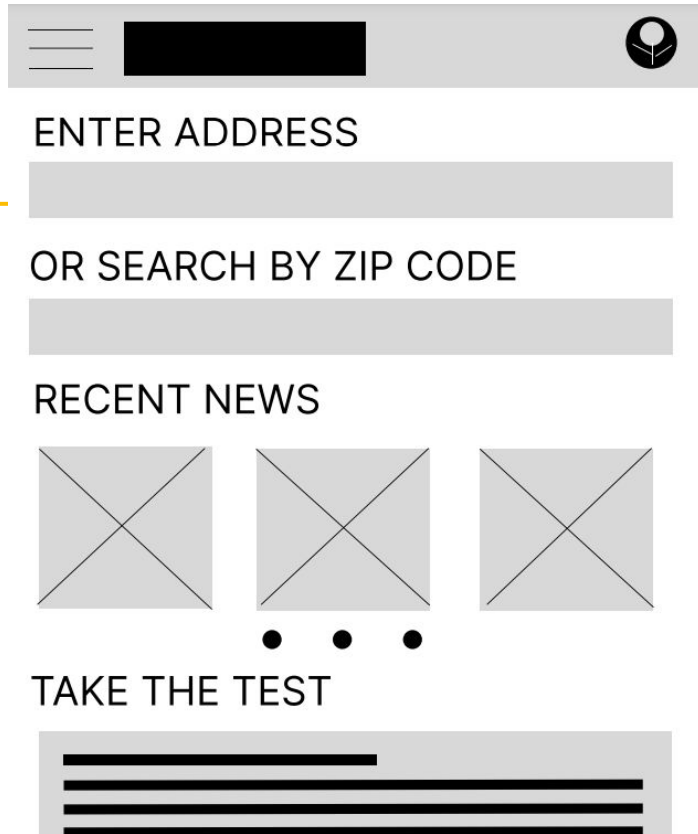 ENTER ADDRESS
OR SEARCH BY ZIP CODE
RECENT NEWS
TAKE THE TEST